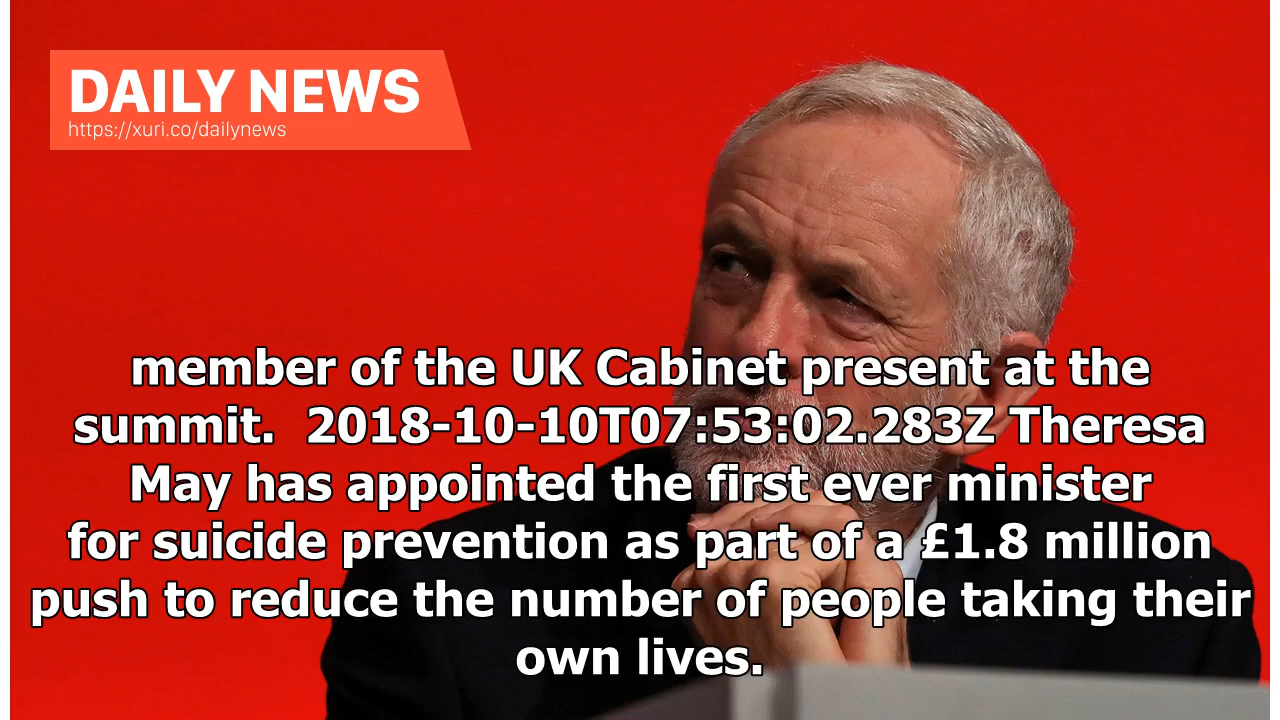 DAILY NEWS
https://xuri.co/dailynews
member of the UK Cabinet present at the
summit.  2018-10-10T07:53:02.283Z Theresa
May has appointed the first ever minister
for suicide prevention as part of a £1.8 million
push to reduce the number of people taking their
own lives.